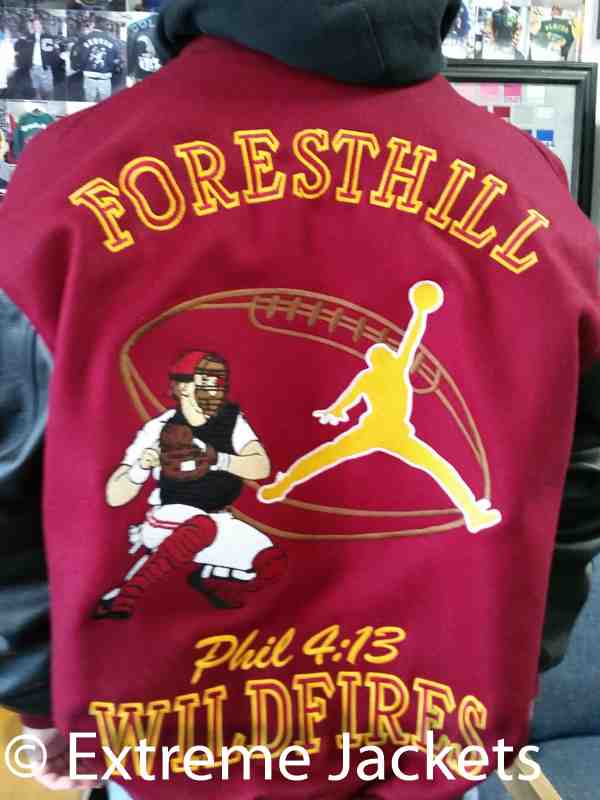 FORESTHILL
Phil 4:13
WILDFIRES
© Extreme Jackets